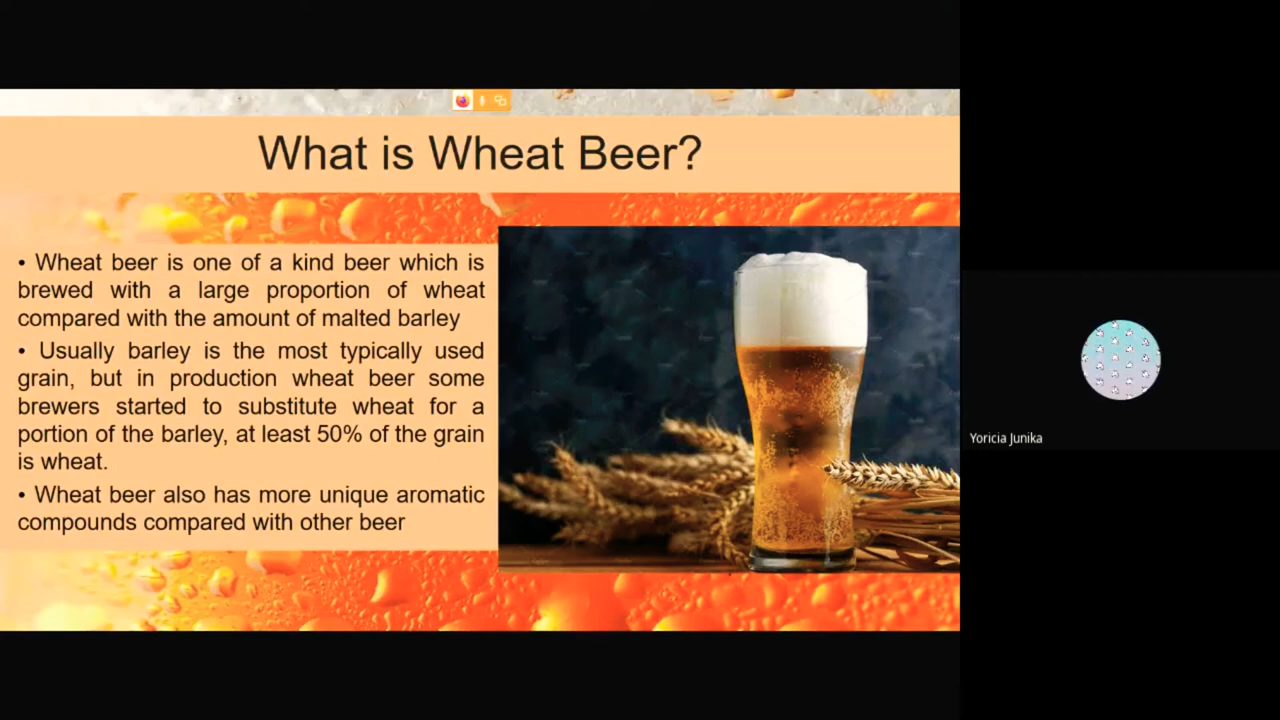 What is Wheat Beer?
• Wheat beer is one of a kind beer which is
brewed with a large proportion of wheat
compared with the amount of malted barley
• Usually barley is the most typically used
grain, but in production wheat beer some
brewers started to substitute wheat for a
portion of the barley, at least 50% of the grain
is wheat.
• Wheat beer also has more unique aromatic
compounds compared with other beer
Yoricia Junika